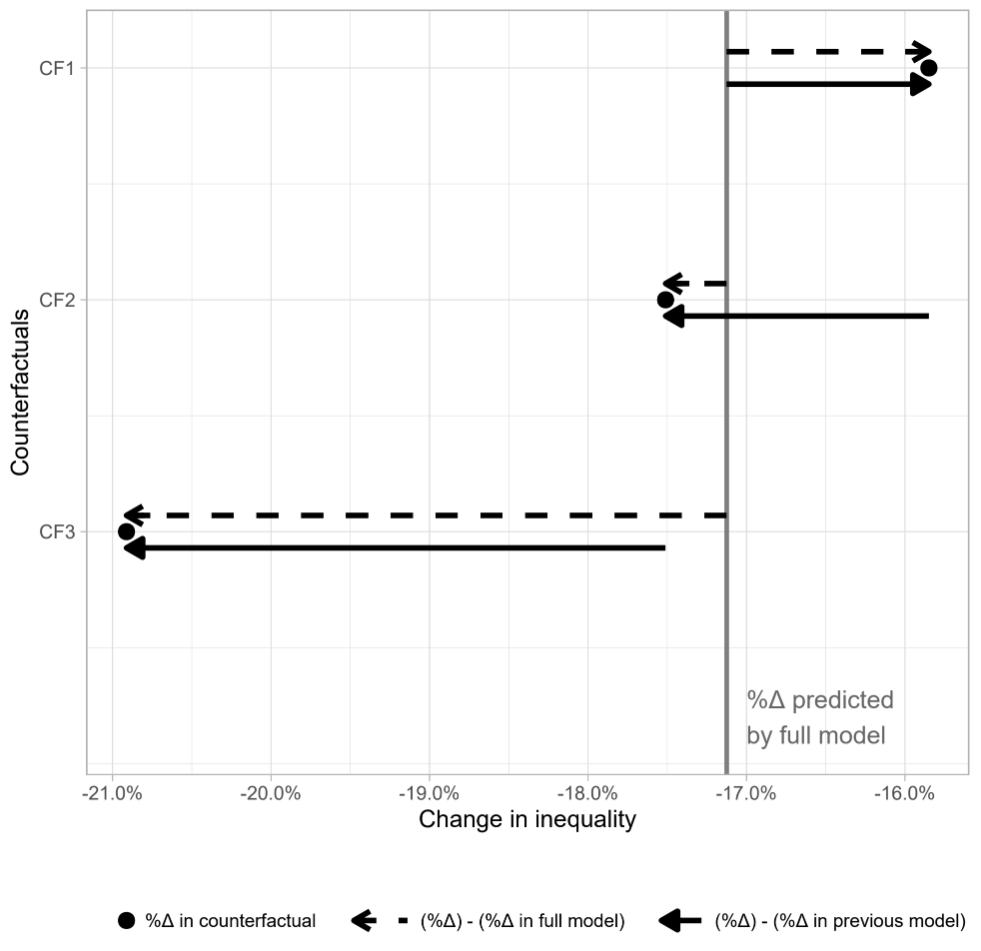 CF1
CF2
CF3
Counterfactuals
%Δ predicted
by full model
-21.0% -20.0% -19.0% -18.0% -17.0% -16.0%
Change in inequality
%Δ in counterfactual (%Δ) - (%Δ in full model) (%Δ) - (%Δ in previous model)